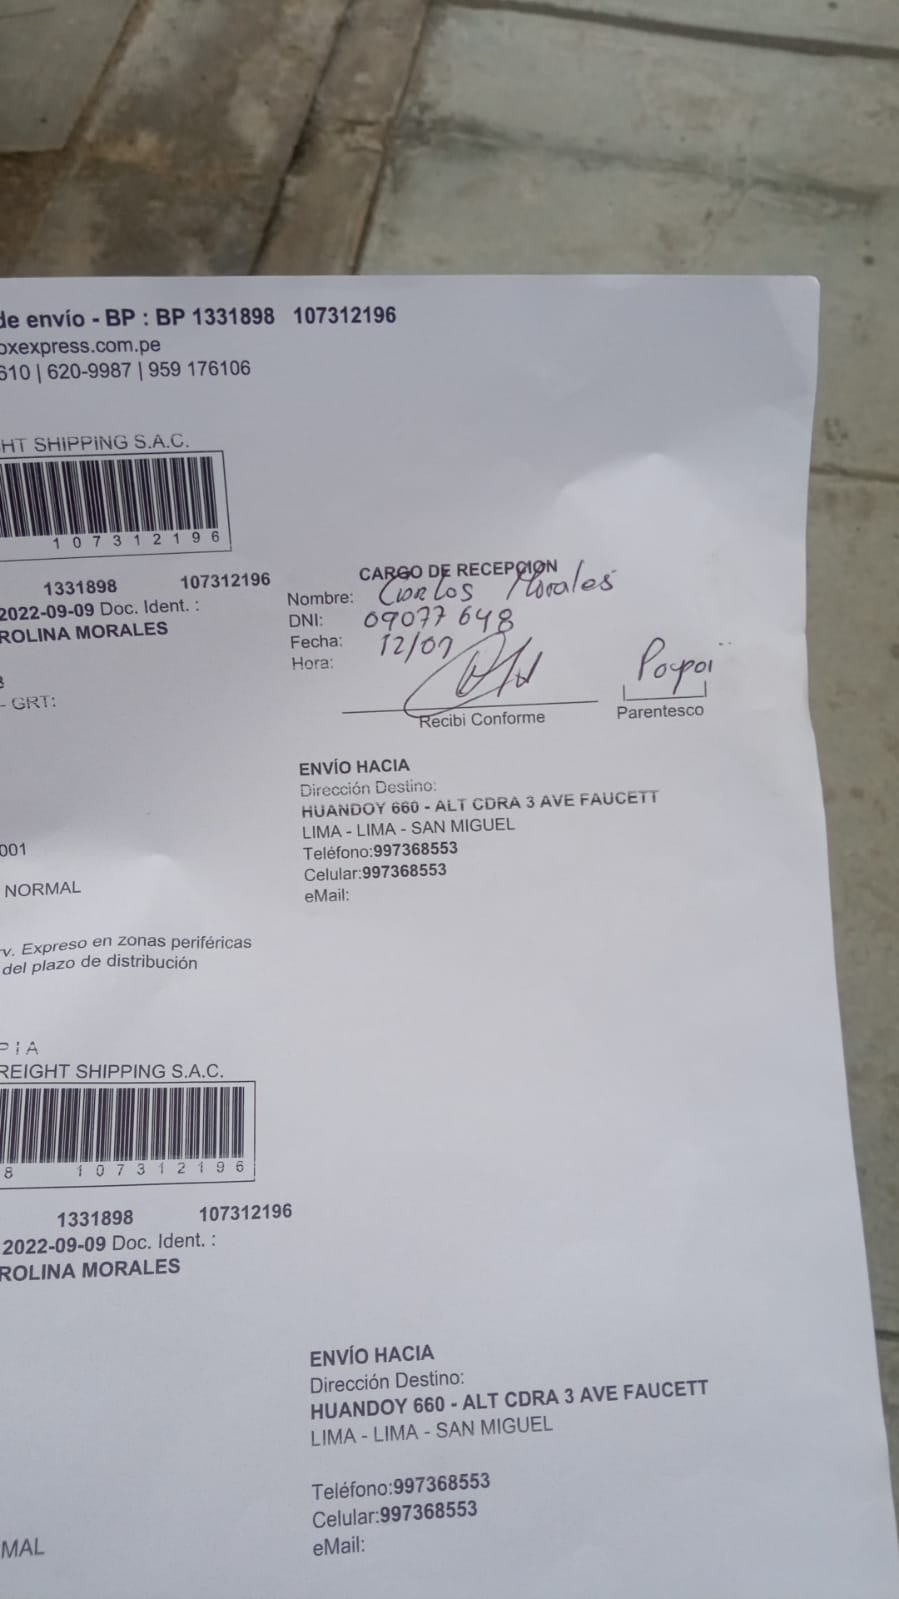 de envío - BP : BP 1331898 107312196
oxexpress.com.pe
610 | 620-9987 | 959 176106
HT SHIPPING S.A.C.
107312196
1331898 107312196
2022-09-09 Doc. Ident. :
ROLINA MORALES
- GRT:
CARGO DE RECEPCION
Nombre: Carlos Morales
DNI: 09077648
Fecha: 12/09
Hora:
Recibi Conforme
Parentesco
ENVÍO HACIA
Dirección Destino:
HUANDOY 660 - ALT CDRA 3 AVE FAUCETT
LIMA - LIMA - SAN MIGUEL
Teléfono:997368553
Celular:997368553
eMail:
001
NORMAL
rv. Expreso en zonas periféricas
del plazo de distribución
PIA
REIGHT SHIPPING S.A.C.
8 107312196
1331898 107312196
2022-09-09 Doc. Ident. :
ROLINA MORALES
ENVÍO HACIA
Dirección Destino:
HUANDOY 660 - ALT CDRA 3 AVE FAUCETT
LIMA - LIMA - SAN MIGUEL
Teléfono:997368553
Celular:997368553
eMail:
MAL